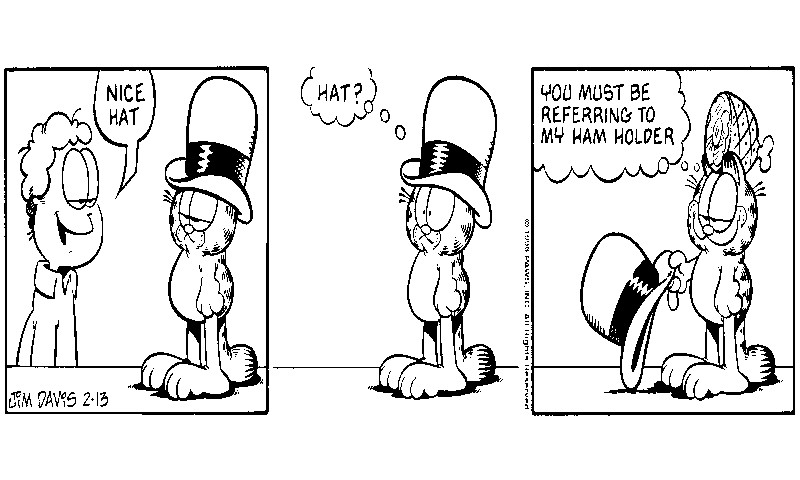 NICE
HAT
JIM DAVIS 2-13
HAT?
YOU MUST BE
REFERRING TO
MY HAM HOLDER